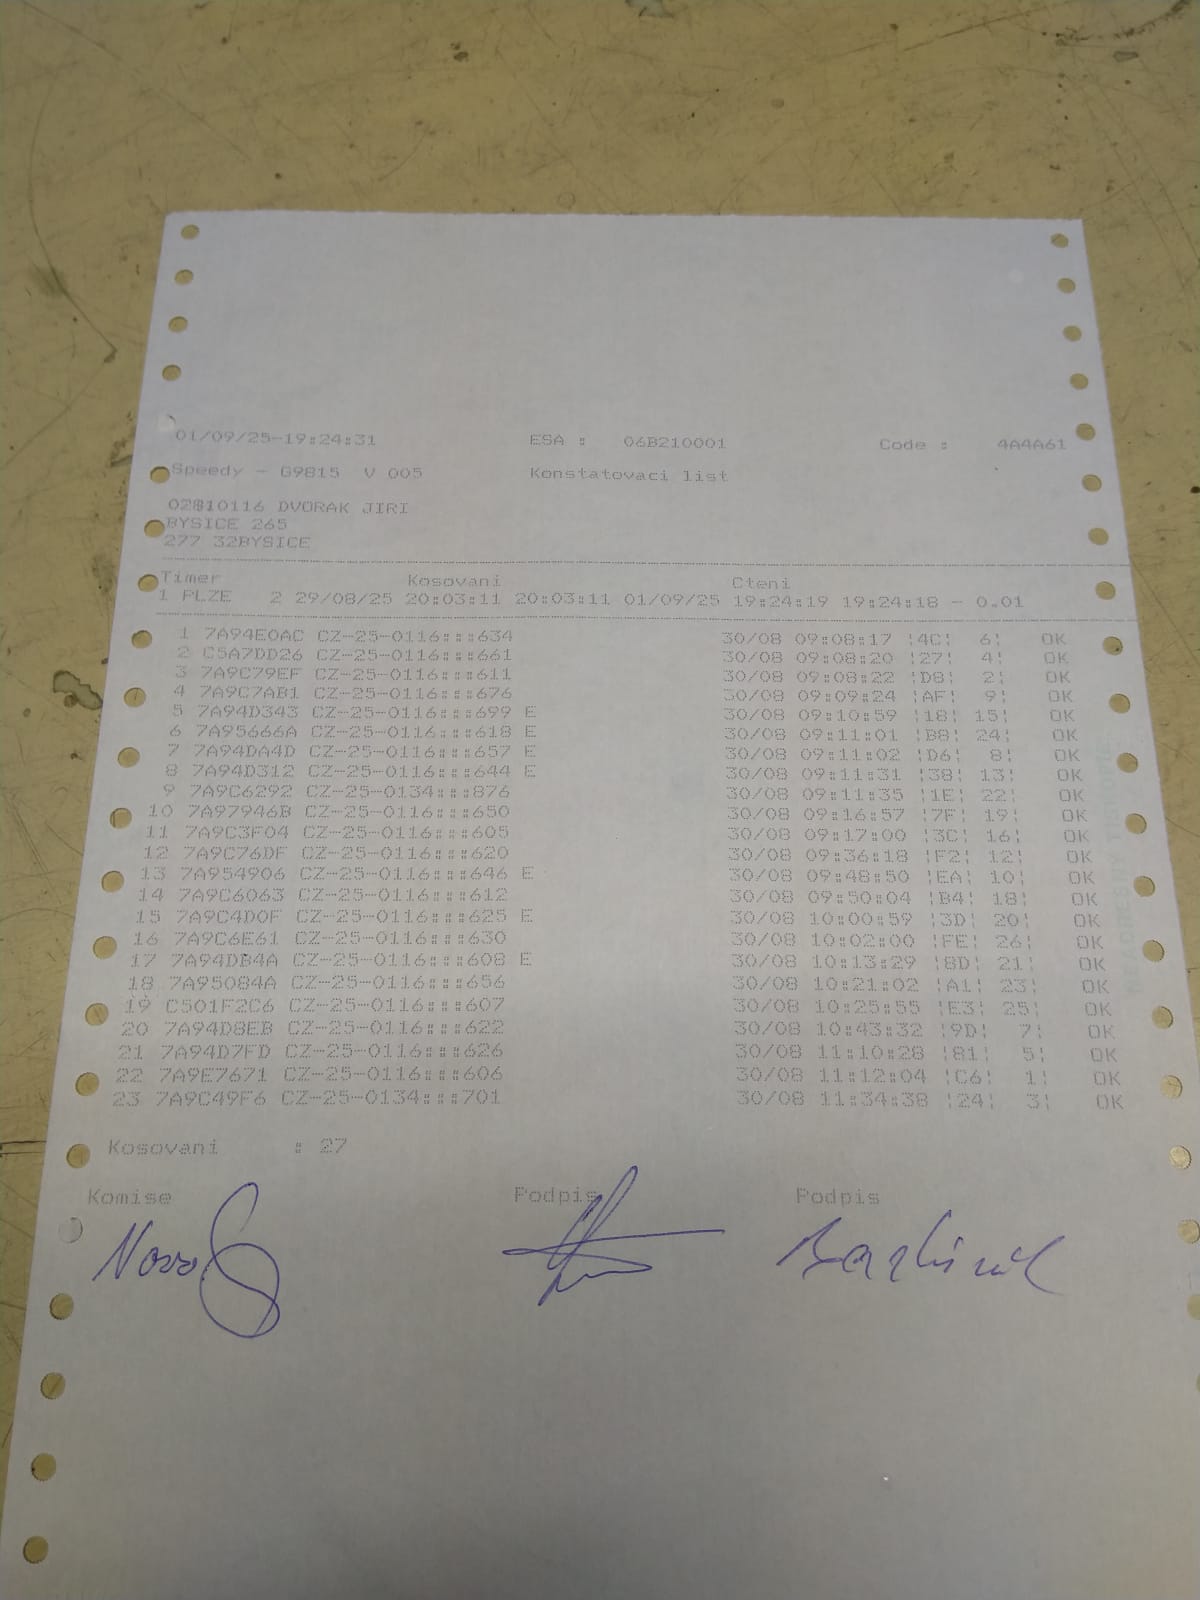 01/09/25-19:24:31 ESA : 06B210001 Code : 4A4A61
Speedy - G9815 V 005 Konstatovaci list
02810116 DVORAK JIRI
BYSICE 265
277 32BYSICE
Timer Kosovani Cteni
1 PLZE 2 29/08/25 20:03:11 20:03:11 01/09/25 19:24:19 19:24:18 - 0.01
1 7A94E0AC CZ-25-0116:::634 30/08 09:08:17 ¦4C¦ 6¦ OK
2 C5A7DD26 CZ-25-0116:::661 30/08 09:08:20 ¦27¦ 4¦ OK
3 7A9C79EF CZ-25-0116:::611 30/08 09:08:22 ¦D8¦ 2¦ OK
4 7A9C7AB1 CZ-25-0116:::676 30/08 09:09:24 ¦AF¦ 9¦ OK
5 7A94D343 CZ-25-0116:::699 E 30/08 09:10:59 ¦18¦ 15¦ OK
6 7A95666A CZ-25-0116:::618 E 30/08 09:11:01 ¦B8¦ 24¦ OK
7 7A94DA4D CZ-25-0116:::657 E 30/08 09:11:02 ¦D6¦ 8¦ OK
8 7A94D312 CZ-25-0116:::644 E 30/08 09:11:31 ¦38¦ 13¦ OK
9 7A9C6292 CZ-25-0134:::876 30/08 09:11:35 ¦1E¦ 22¦ OK
10 7A97946B CZ-25-0116:::650 30/08 09:16:57 ¦7F¦ 19¦ OK
11 7A9C3F04 CZ-25-0116:::605 30/08 09:17:00 ¦3C¦ 16¦ OK
12 7A9C76DF CZ-25-0116:::620 30/08 09:36:18 ¦F2¦ 12¦ OK
13 7A954906 CZ-25-0116:::646 E 30/08 09:48:50 ¦EA¦ 10¦ OK
14 7A9C6063 CZ-25-0116:::612 30/08 09:50:04 ¦B4¦ 18¦ OK
15 7A9C4D0F CZ-25-0116:::625 E 30/08 10:00:59 ¦3D¦ 20¦ OK
16 7A9C6E61 CZ-25-0116:::630 30/08 10:02:00 ¦FE¦ 26¦ OK
17 7A94DB4A CZ-25-0116:::608 E 30/08 10:13:29 ¦8D¦ 21¦ OK
18 7A95084A CZ-25-0116:::656 30/08 10:21:02 ¦A1¦ 23¦ OK
19 C501F2C6 CZ-25-0116:::607 30/08 10:25:55 ¦E3¦ 25¦ OK
20 7A94D8EB CZ-25-0116:::622 30/08 10:43:32 ¦9D¦ 7¦ OK
21 7A94D7FD CZ-25-0116:::626 30/08 11:10:28 ¦81¦ 5¦ OK
22 7A9E7671 CZ-25-0116:::606 30/08 11:12:04 ¦C6¦ 1¦ OK
23 7A9C49F6 CZ-25-0134:::701 30/08 11:34:38 ¦24¦ 3¦ OK
Kosovani : 27
Komise Podpis Podpis